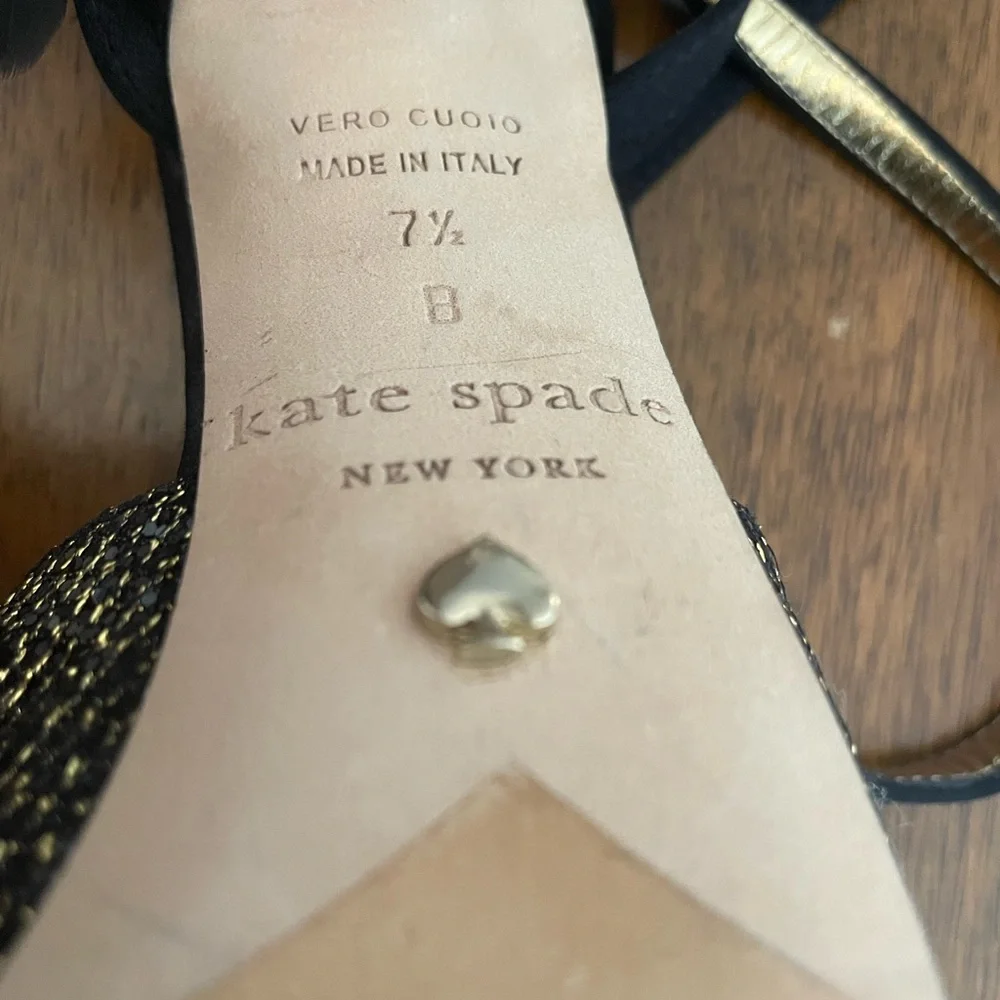 VERO CUOIO
MADE IN ITALY
7½
B
kate spade
NEW YORK